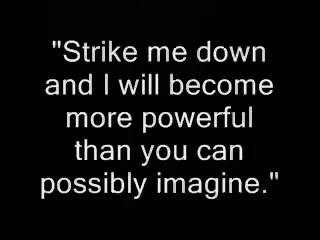 "Strike me down
and I will become
more powerful
than you can
possibly imagine."